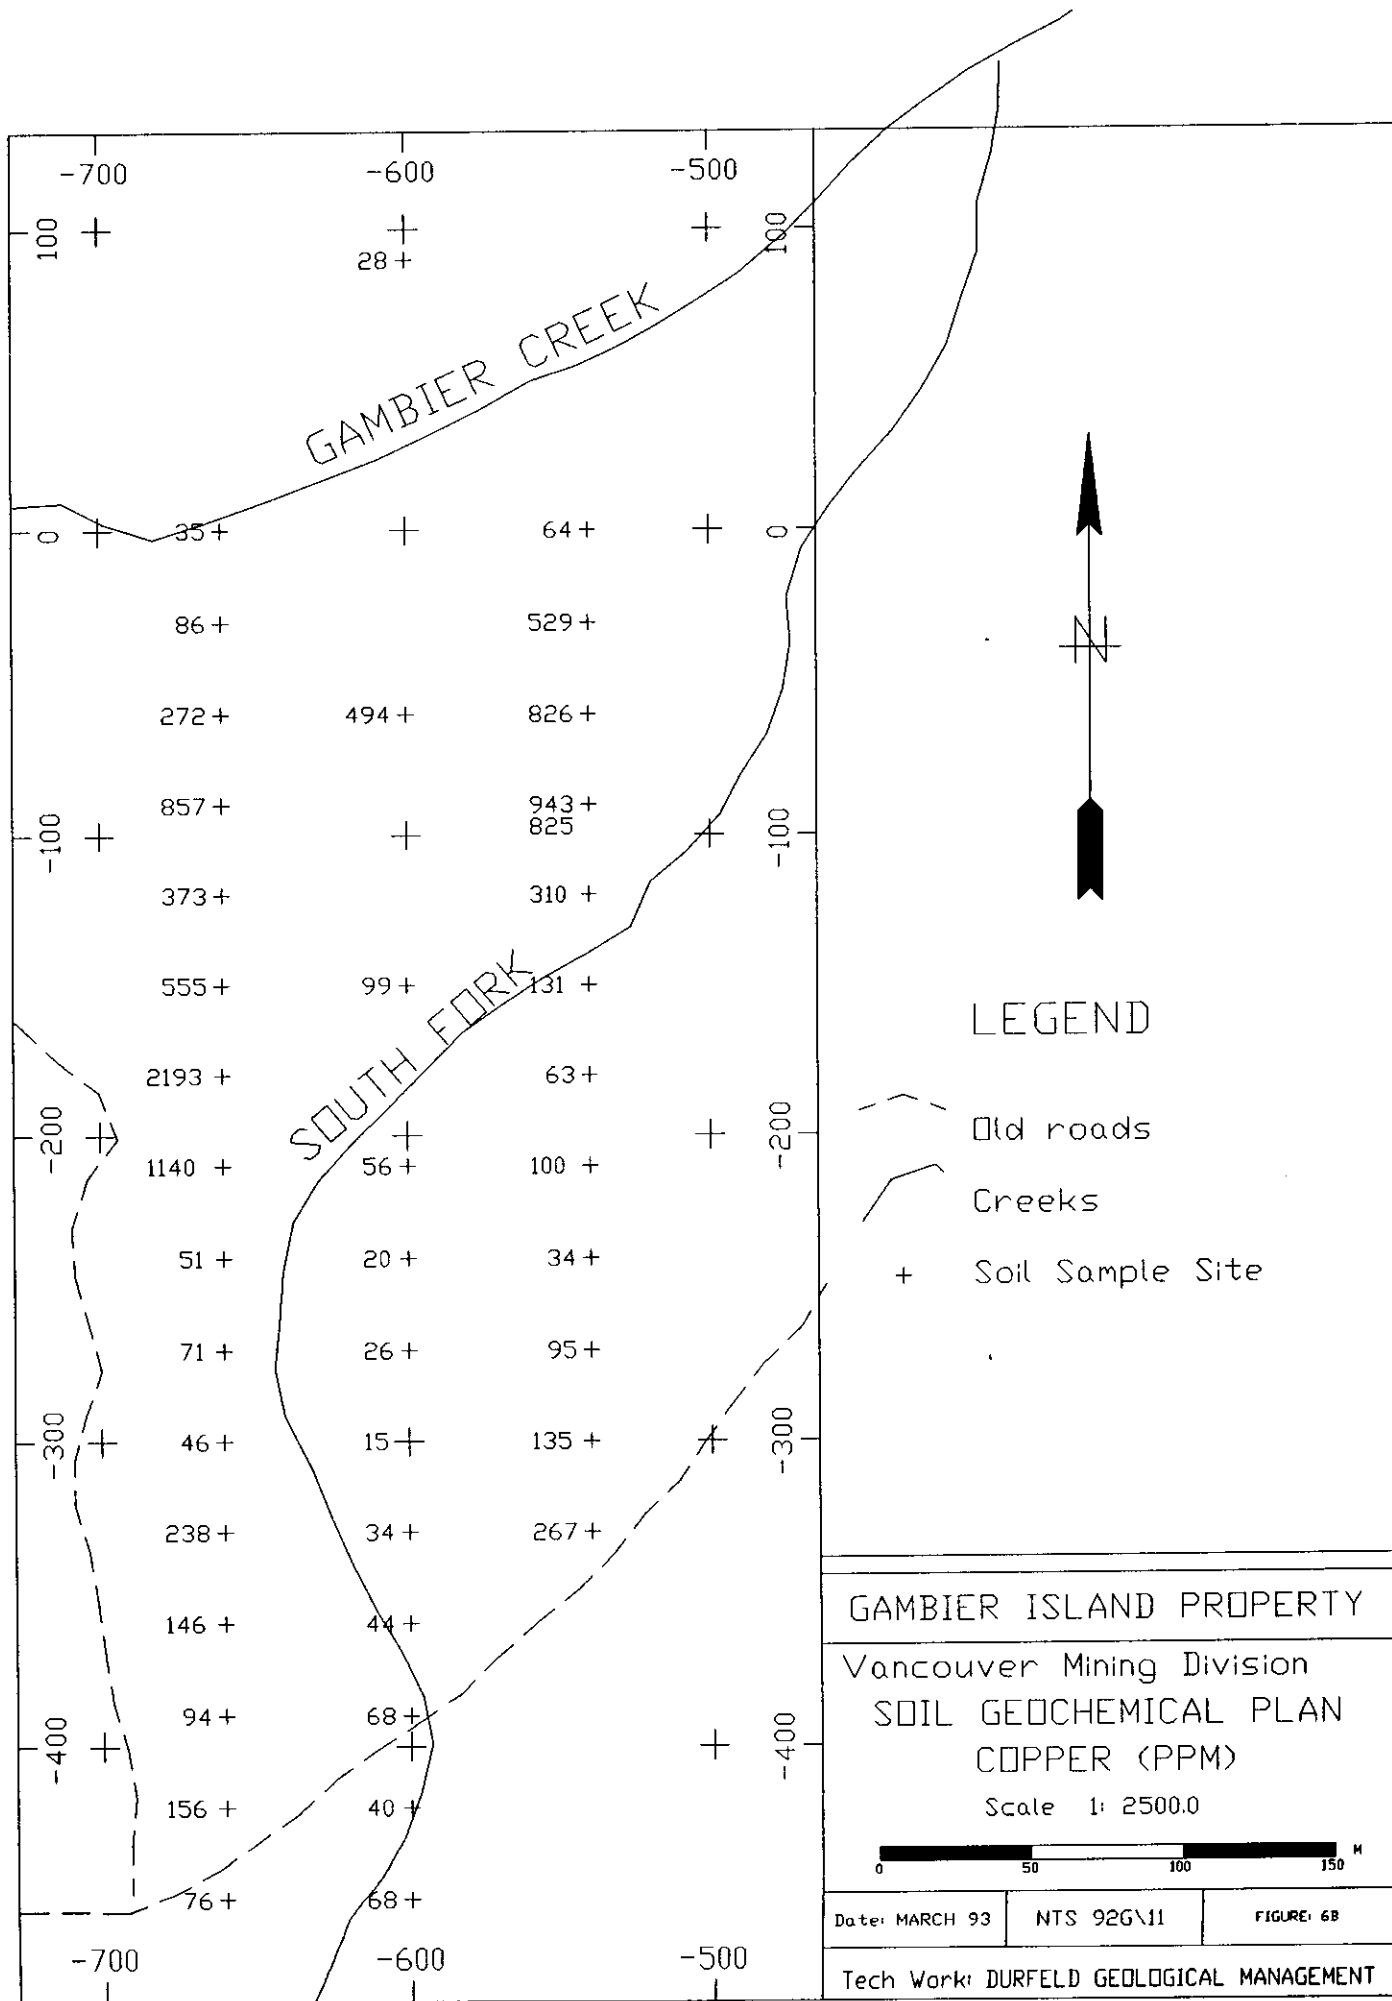 -700 -600 -500
100 100
28 +
GAMBIER CREEK
0 35 + 64 + 0
86 + 529 +
272 + 494 + 826 +
857 + 943 +
-100 825 -100
373 + 310 +
SOUTH FORK
555 + 99 + 131 +
2193 + 63 +
-200 -200
1140 + 56 + 100 +
51 + 20 + 34 +
71 + 26 + 95 +
-300 46 + 15 + 135 + -300
238 + 34 + 267 +
146 + 44 +
94 + 68 +
-400 -400
156 + 40 +
76 + 68 +
-700 -600 -500
N
LEGEND
Old roads
Creeks
+ Soil Sample Site
GAMBIER ISLAND PROPERTY
Vancouver Mining Division
SOIL GEOCHEMICAL PLAN
COPPER (PPM)
Scale 1: 2500.0
0 50 100 150 M
Date: MARCH 93 NTS 92G\11 FIGURE: 6B
Tech Work: DURFELD GEOLOGICAL MANAGEMENT